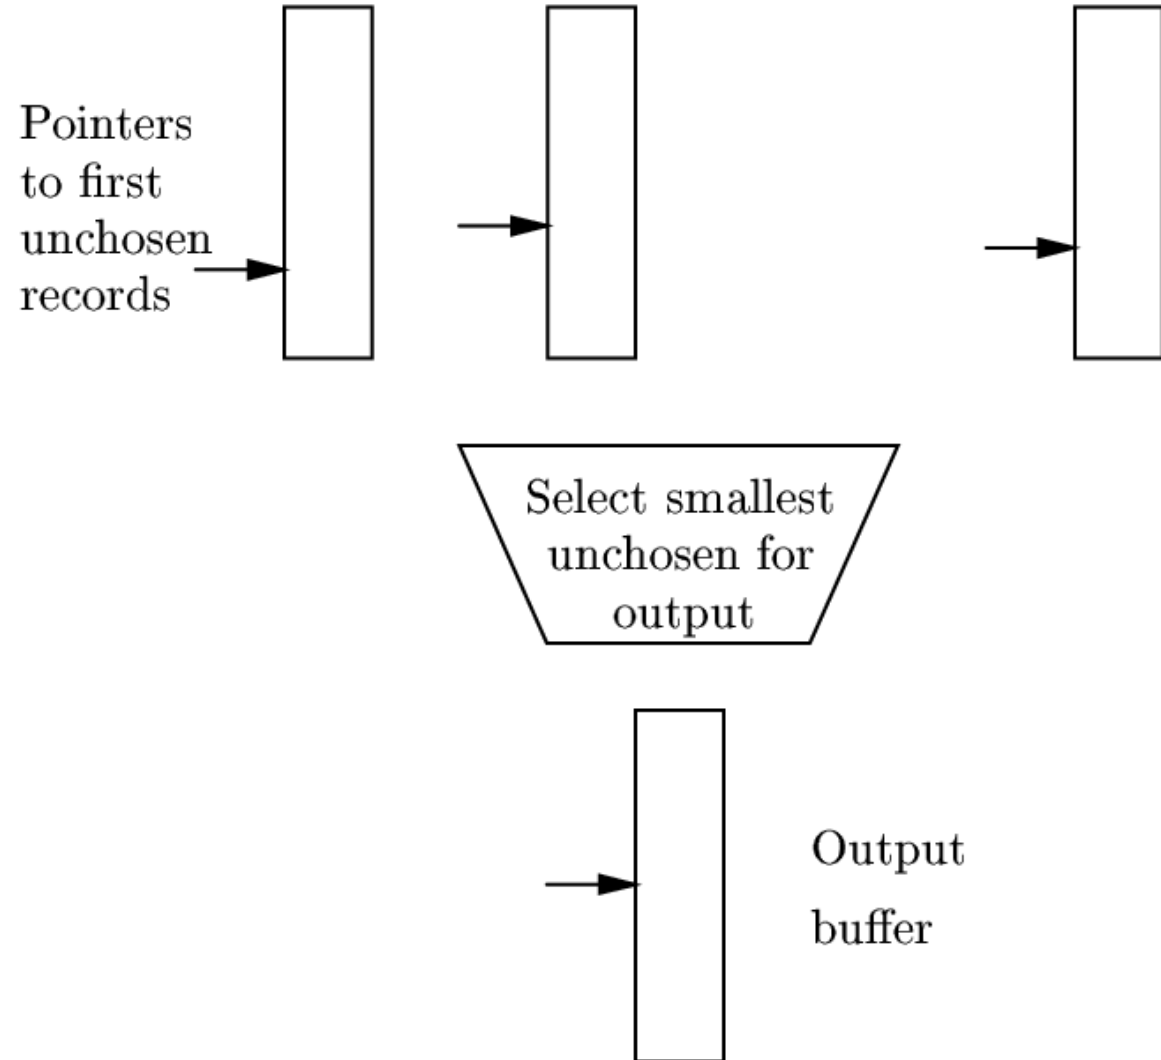 Pointers
to first
unchosen
records
Select smallest
unchosen for
output
Output
buffer